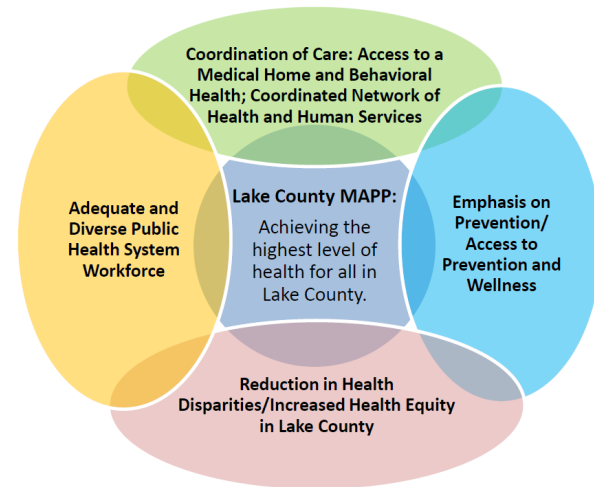 Coordination of Care: Access to a
Medical Home and Behavioral
Health; Coordinated Network of
Health and Human Services
Adequate and
Diverse Public
Health System
Workforce
Lake County MAPP:
Achieving the
highest level of
health for all in
Lake County.
Emphasis on
Prevention/
Access to
Prevention and
Wellness
Reduction in Health
Disparities/Increased Health Equity
in Lake County